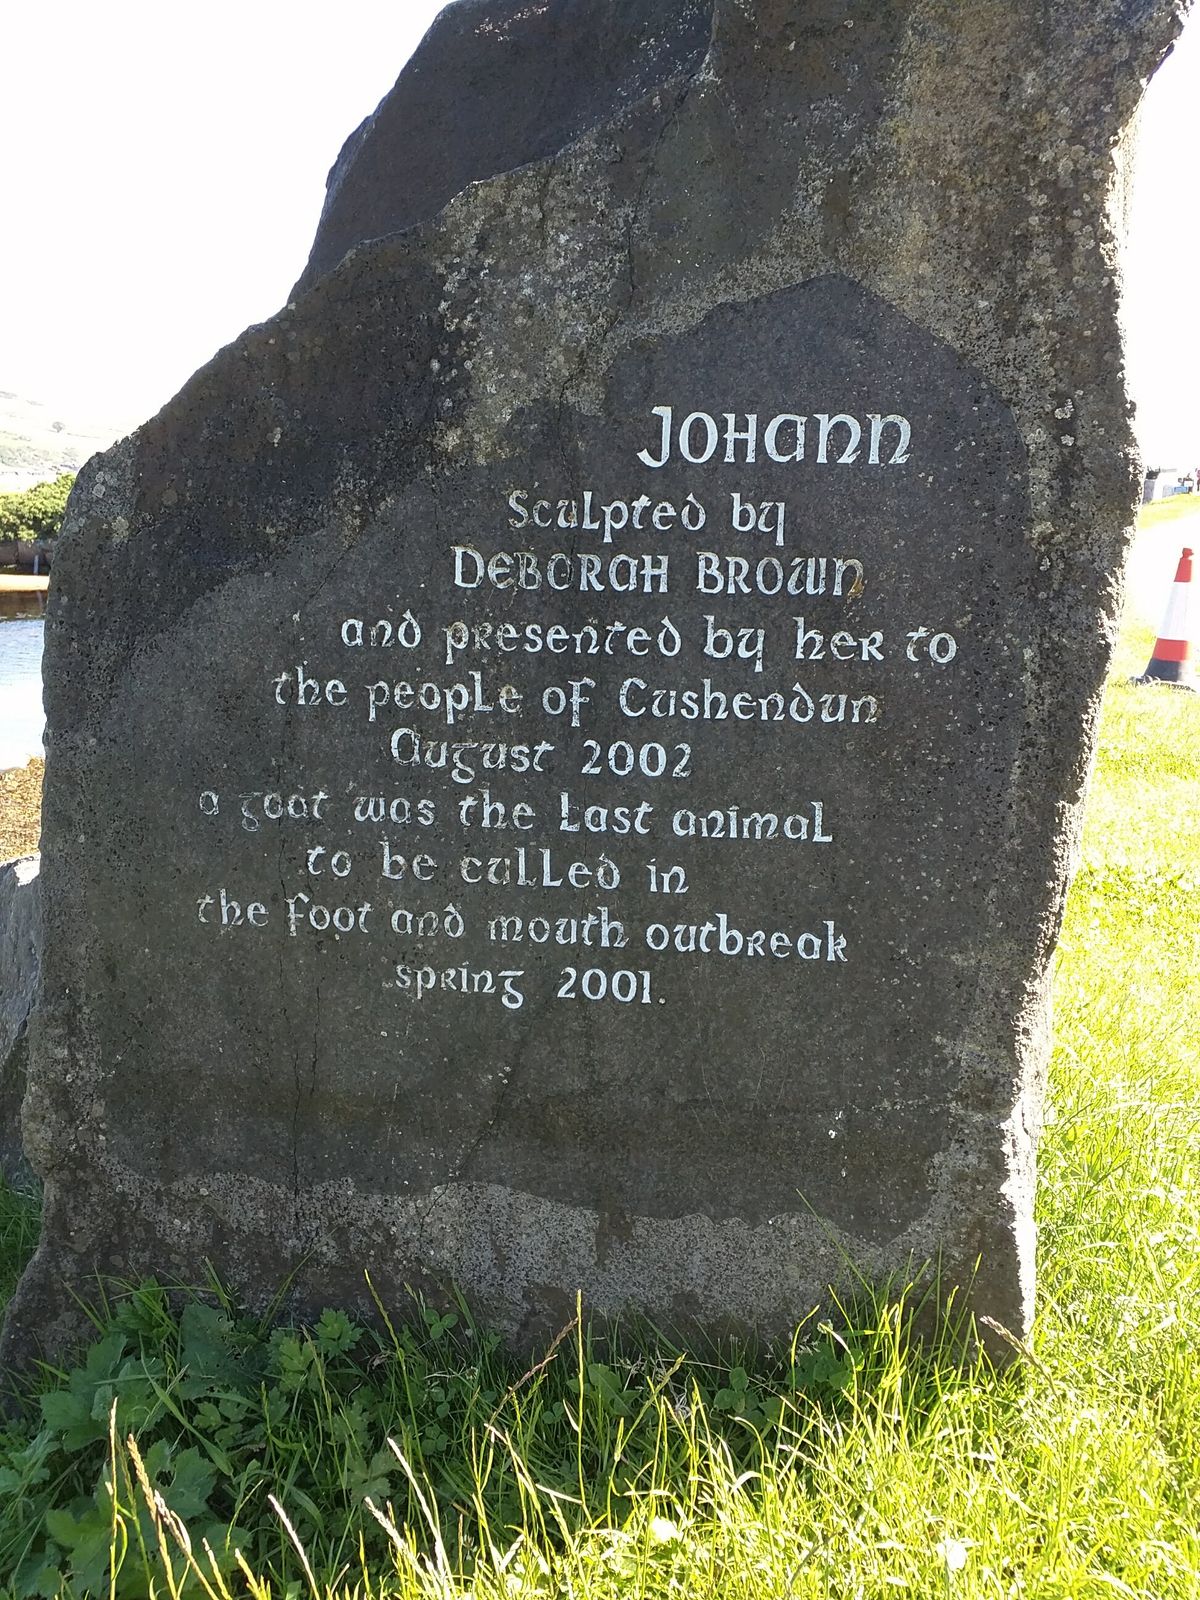 JOHANN
Sculpted by
DEBORAH BROWN
and presented by her to
the people of Cushendun
August 2002
a goat was the last animal
to be culled in
the foot and mouth outbreak
spring 2001.